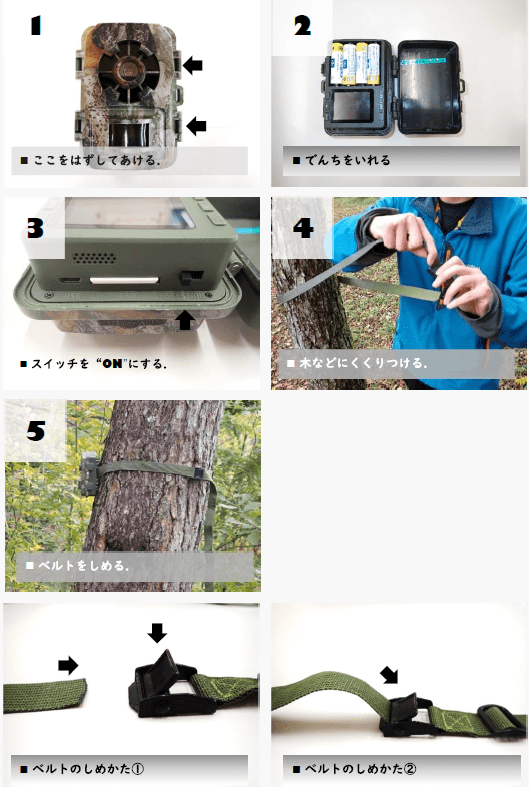 1
■ ここをはずしてあける．
2
■ でんちをいれる
3
■ スイッチを “ON”にする．
4
■ 木などにくくりつける．
5
■ ベルトをしめる．
■ ベルトのしめかた①
■ ベルトのしめかた②